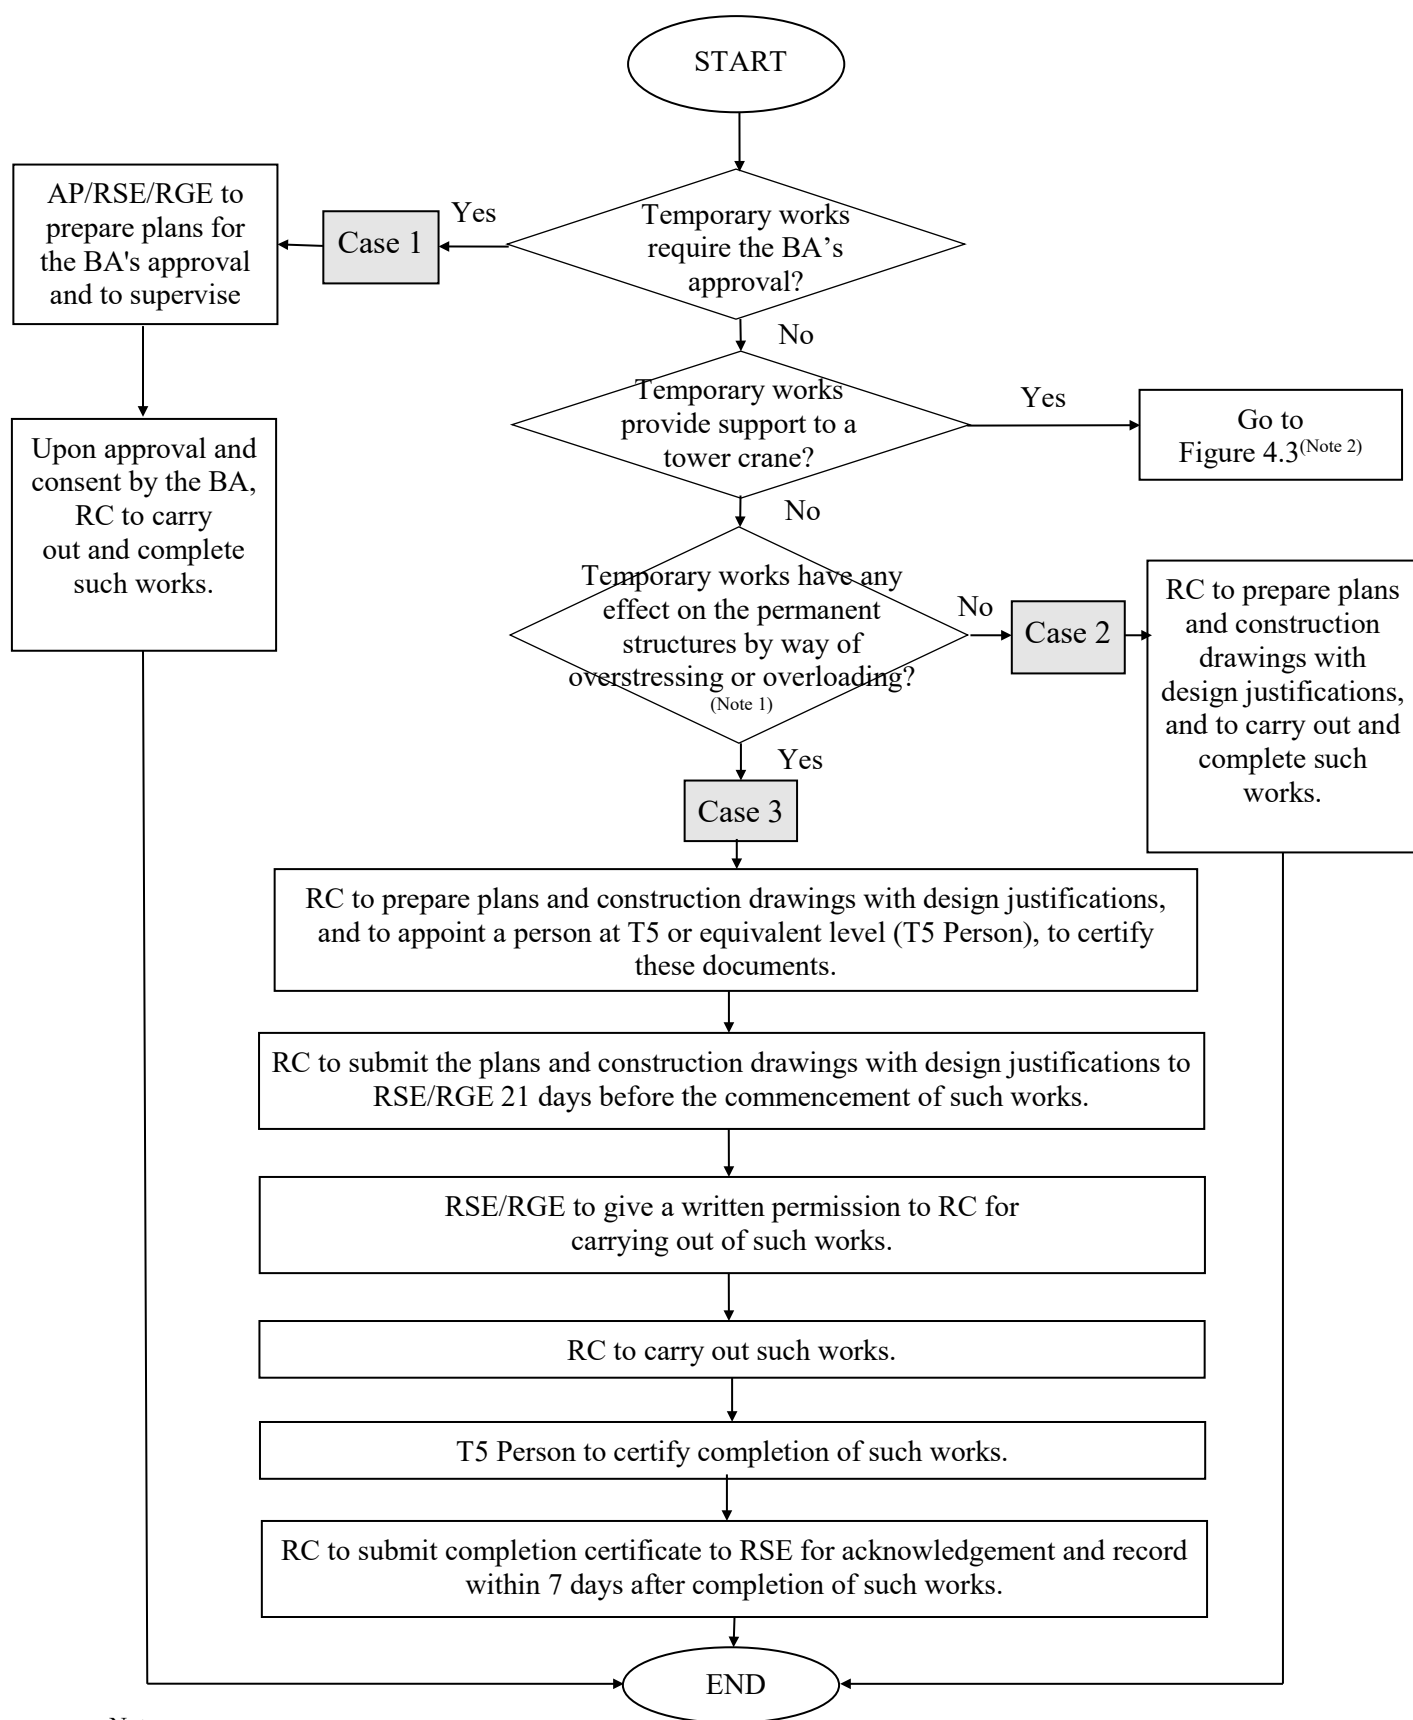 START
Temporary works
require the BA’s
approval?
Yes
Case 1
AP/RSE/RGE to
prepare plans for
the BA's approval
and to supervise
Upon approval and
consent by the BA,
RC to carry
out and complete
such works.
No
Temporary works
provide support to a
tower crane?
Yes
Go to
Figure 4.3(Note 2)
No
Temporary works have any
effect on the permanent
structures by way of
overstressing or overloading?
(Note 1)
No
Case 2
RC to prepare plans
and construction
drawings with
design justifications,
and to carry out and
complete such
works.
Yes
Case 3
RC to prepare plans and construction drawings with design justifications,
and to appoint a person at T5 or equivalent level (T5 Person), to certify
these documents.
RC to submit the plans and construction drawings with design justifications to
RSE/RGE 21 days before the commencement of such works.
RSE/RGE to give a written permission to RC for
carrying out of such works.
RC to carry out such works.
T5 Person to certify completion of such works.
RC to submit completion certificate to RSE for acknowledgement and record
within 7 days after completion of such works.
END